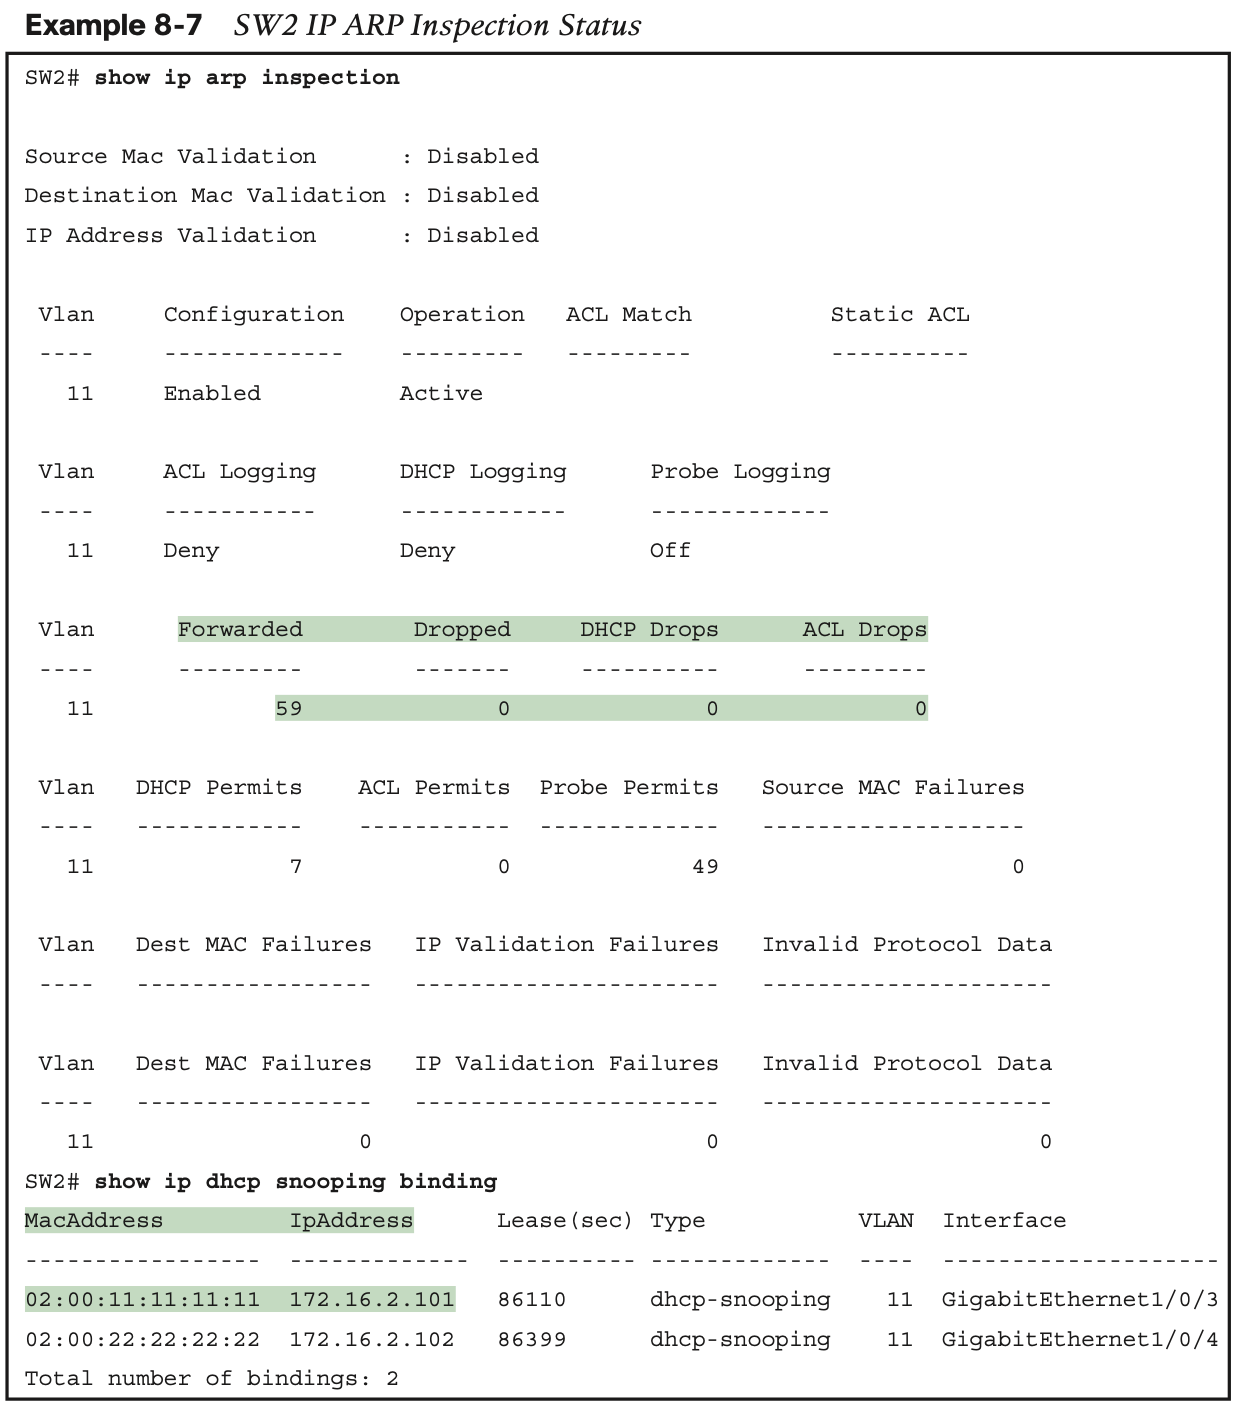 Example 8-7 SW2 IP ARP Inspection Status
SW2# show ip arp inspection
Source Mac Validation      : Disabled
Destination Mac Validation : Disabled
IP Address Validation      : Disabled
 Vlan     Configuration    Operation   ACL Match          Static ACL
 ----     -------------    ---------   ---------          ----------
   11     Enabled          Active
 Vlan     ACL Logging      DHCP Logging      Probe Logging
 ----     -----------      ------------      -------------
   11     Deny             Deny              Off
 Vlan      Forwarded        Dropped     DHCP Drops      ACL Drops
 ----      ---------        -------     ----------      ---------
   11             59              0              0              0
 Vlan   DHCP Permits    ACL Permits  Probe Permits   Source MAC Failures
 ----   ------------    -----------  -------------   -------------------
   11              7              0             49                     0
 Vlan   Dest MAC Failures   IP Validation Failures   Invalid Protocol Data
 ----   -----------------   ----------------------   ---------------------
 Vlan   Dest MAC Failures   IP Validation Failures   Invalid Protocol Data
 ----   -----------------   ----------------------   ---------------------
   11                   0                        0                       0
SW2# show ip dhcp snooping binding
MacAddress         IpAddress      Lease(sec) Type           VLAN  Interface
-----------------  -------------  ---------- -------------  ----  --------------------
02:00:11:11:11:11  172.16.2.101   86110      dhcp-snooping    11  GigabitEthernet1/0/3
02:00:22:22:22:22  172.16.2.102   86399      dhcp-snooping    11  GigabitEthernet1/0/4
Total number of bindings: 2